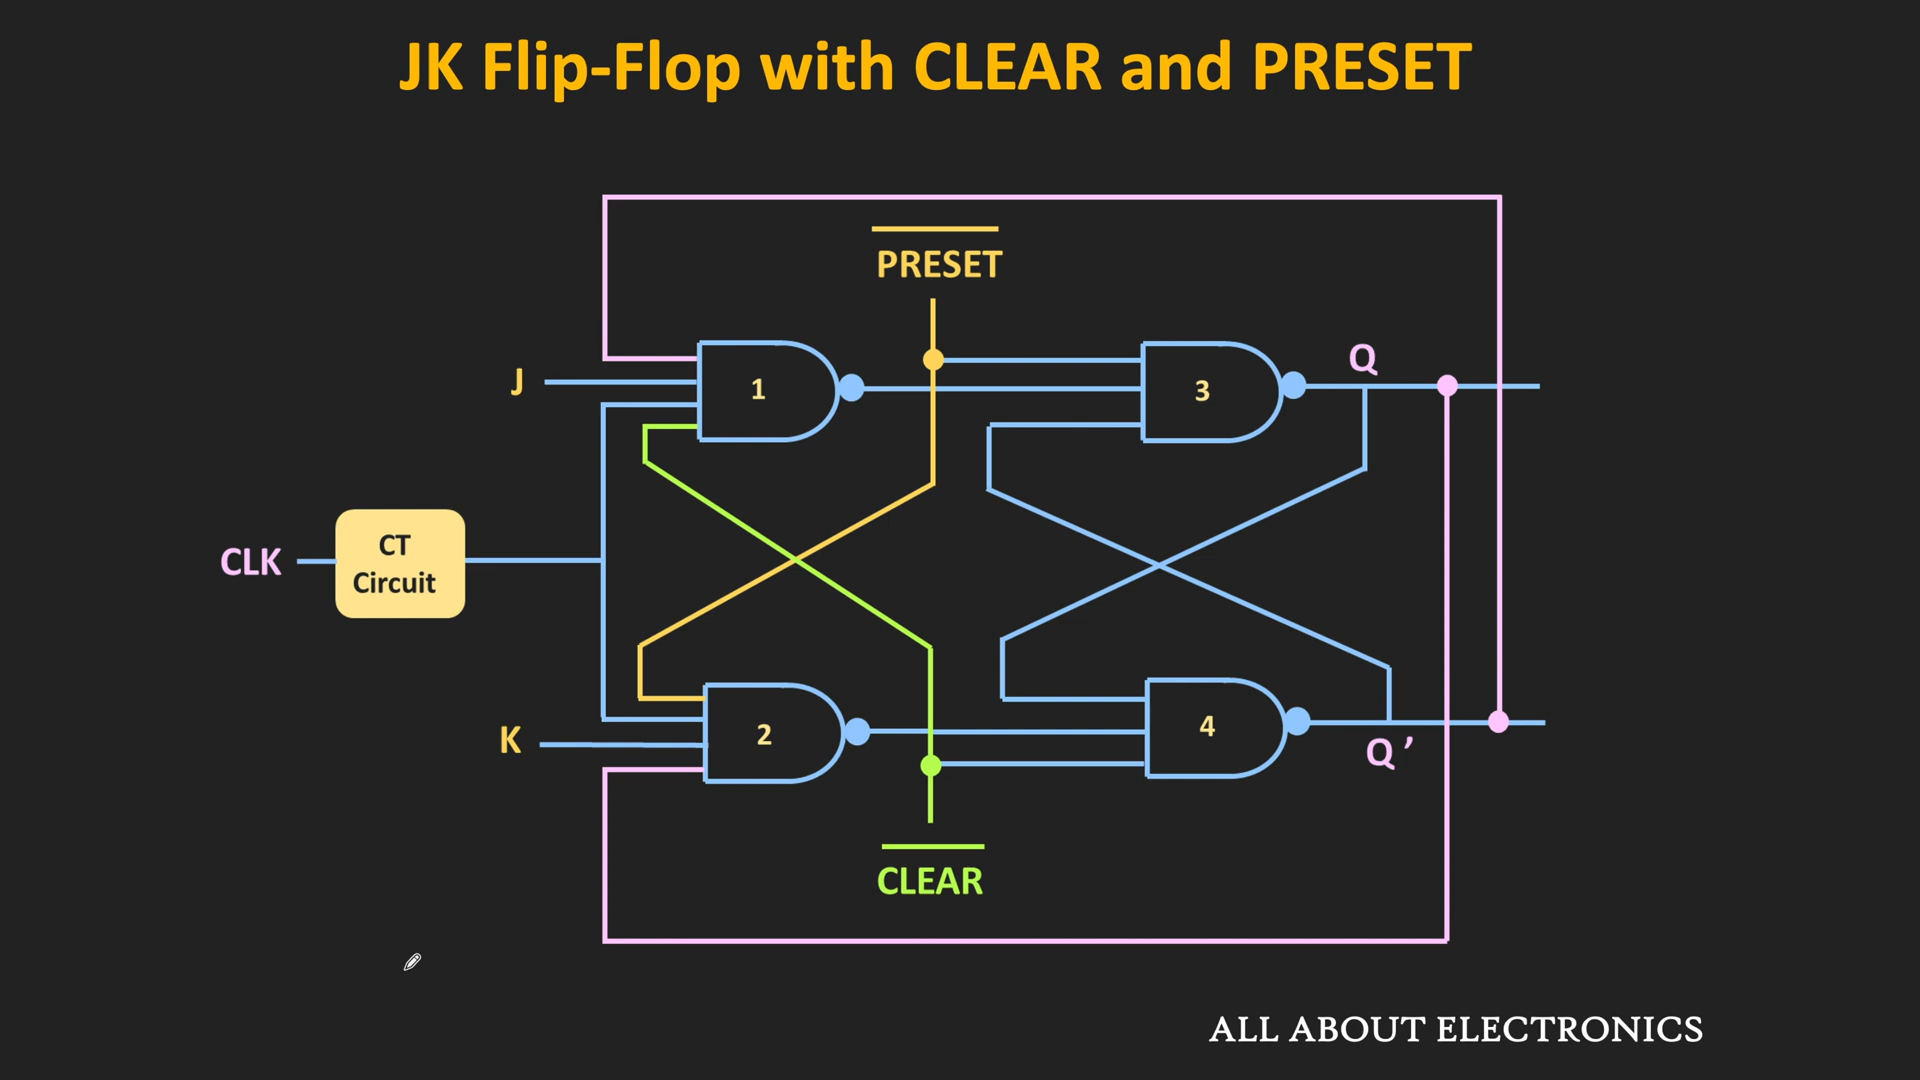 JK Flip-Flop with CLEAR and PRESET
PRESET
J
1
3
Q
CLK
CT
Circuit
K
2
4
Q ’
CLEAR
ALL ABOUT ELECTRONICS